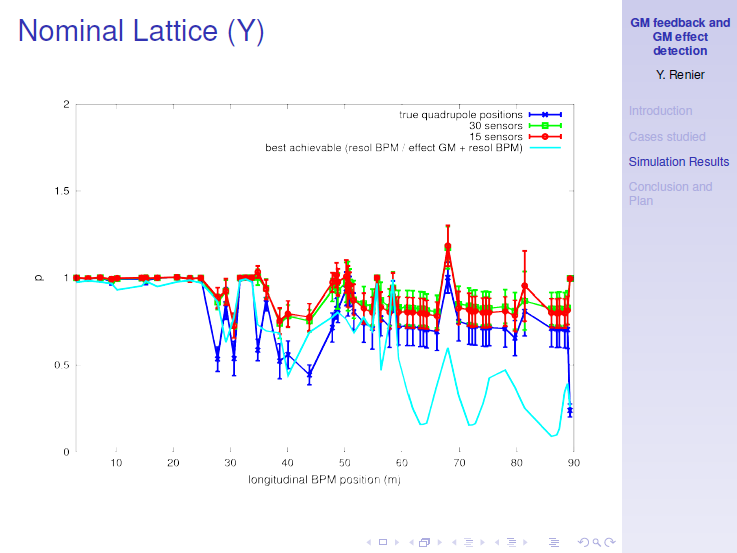 Nominal Lattice (Y)
GM feedback and
GM effect
detection
Y. Renier
Introduction
Cases studied
Simulation Results
Conclusion and
Plan
true quadrupole positions
30 sensors
15 sensors
best achievable (resol BPM / effect GM + resol BPM)
2
1.5
1
0.5
0
p
10 20 30 40 50 60 70 80 90
longitudinal BPM position (m)